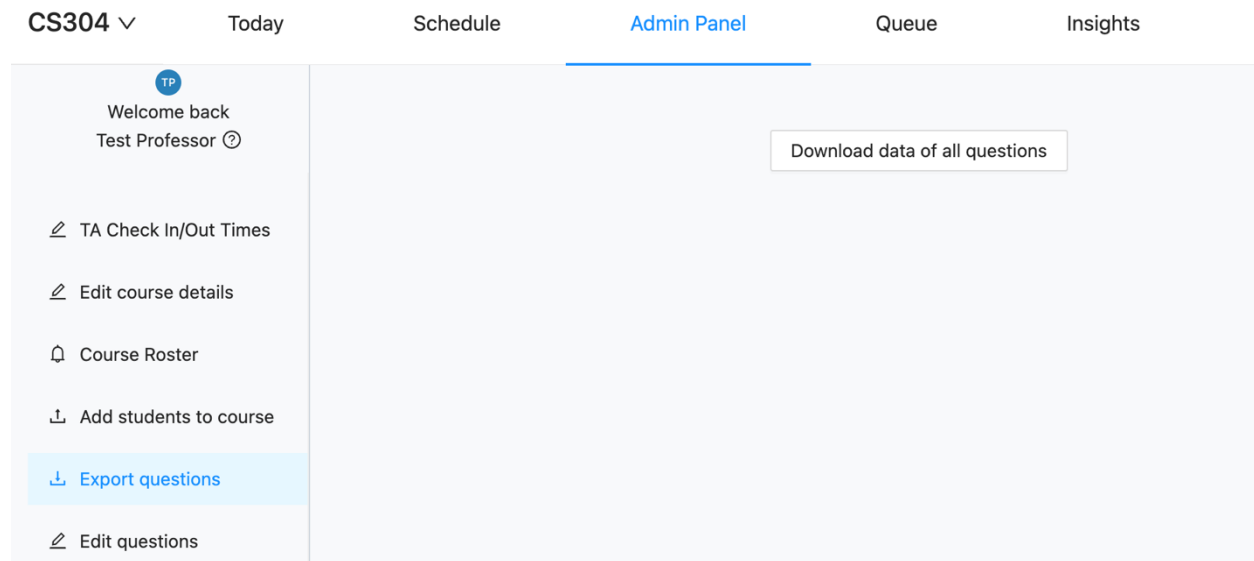 CS304
Today
Schedule
Admin Panel
Queue
Insights
TP
Welcome back
Test Professor
Download data of all questions
TA Check In/Out Times
Edit course details
Course Roster
Add students to course
Export questions
Edit questions